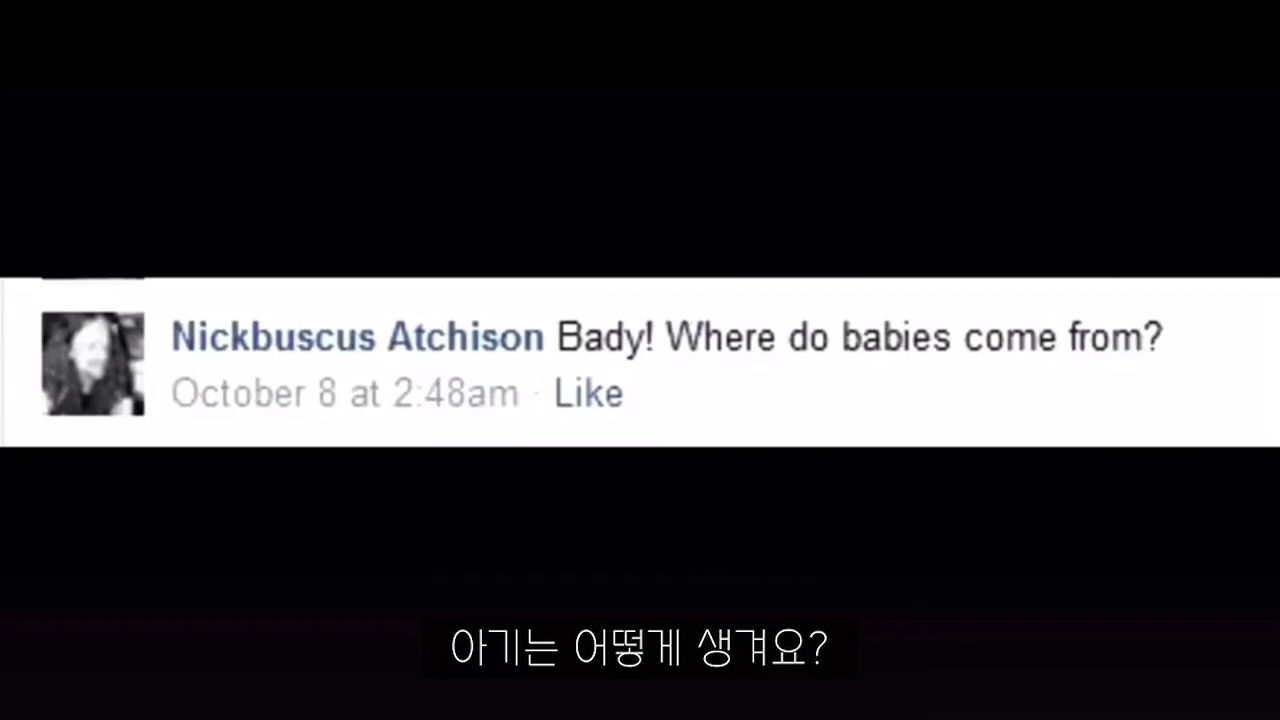 Nickbuscus Atchison Bady! Where do babies come from?
October 8 at 2:48am · Like
아기는 어떻게 생겨요?